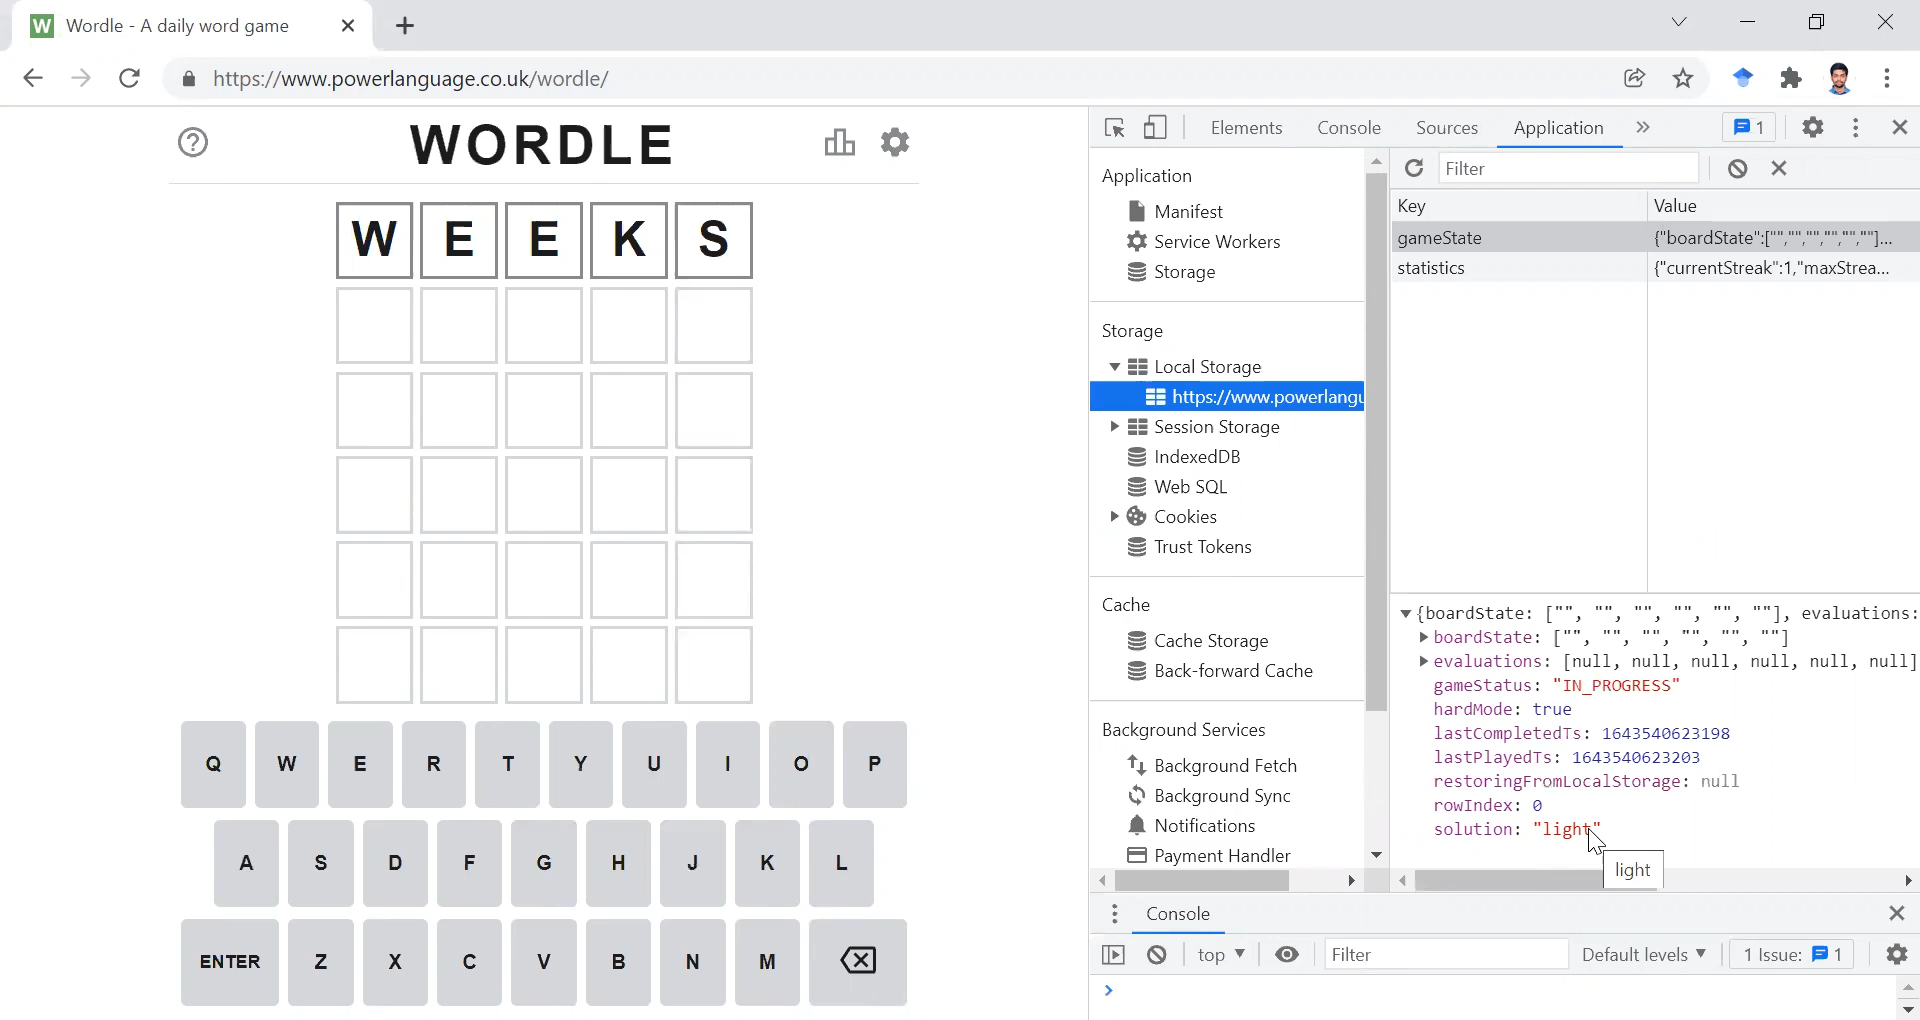 W Wordle - A daily word game
https://www.powerlanguage.co.uk/wordle/
WORDLE
W E E K S
Q W E R T Y U I O P
A S D F G H J K L
ENTER Z X C V B N M
Elements Console Sources Application 1
Application
Manifest
Service Workers
Storage
Storage
Local Storage
https://www.powerlangu
Session Storage
IndexedDB
Web SQL
Cookies
Trust Tokens
Cache
Cache Storage
Back-forward Cache
Background Services
Background Fetch
Background Sync
Notifications
Payment Handler
Filter
Key Value
gameState {"boardState":["","","","","",""]...
statistics {"currentStreak":1,"maxStrea...
{boardState: ["", "", "", "", "", ""], evaluations:
boardState: ["", "", "", "", "", ""]
evaluations: [null, null, null, null, null, null]
gameStatus: "IN_PROGRESS"
hardMode: true
lastCompletedTs: 1643540623198
lastPlayedTs: 1643540623203
restoringFromLocalStorage: null
rowIndex: 0
solution: "light"
light
Console
top Filter Default levels 1 Issue: 1